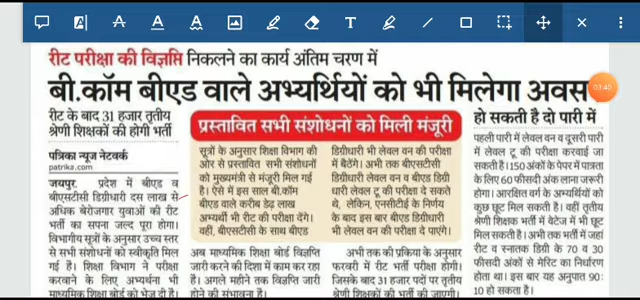 रीट परीक्षा की विज्ञप्ति निकलने का कार्य अंतिम चरण में
बी.कॉम बीएड वाले अभ्यर्थियों को भी मिलेगा अवस
03:40
रीट के बाद 31 हजार तृतीय
श्रेणी शिक्षकों की होगी भर्ती
पत्रिका न्यूज नेटवर्क
patrika.com
जयपुर. प्रदेश में बीएड व
बीएसटीसी डिग्रीधारी दस लाख से
अधिक बेरोजगार युवाओं की रीट
भर्ती का सपना जल्द पूरा होगा।
विभागीय सूत्रों के अनुसार उच्च स्तर
से सभी संशोधनों को स्वीकृति मिल
गई है। शिक्षा विभाग ने परीक्षा
करवाने के लिए अभ्यर्थना भी
माध्यमिक शिक्षा बोर्ड को भेज दी है।
प्रस्तावित सभी संशोधनों को मिली मंजूरी
सूत्रों के अनुसार शिक्षा विभाग की
ओर से प्रस्तावित सभी संशोधनों
को मुख्यमंत्री से मंजूरी मिल गई
है। ऐसे में इस साल बी.कॉम
बीएड वाले करीब डेढ़ लाख
अभ्यर्थी भी रीट की परीक्षा देंगे।
वहीं, बीएसटीसी के साथ बीएड
डिग्रीधारी भी लेवल वन की परीक्षा
में बैठेंगे। अभी तक बीएसटीसी
डिग्रीधारी लेवल वन व बीएड डिग्री
धारी लेवल टू की परीक्षा दे सकते
थे, लेकिन, एनसीटीई के निर्णय
के बाद इस बार बीएड डिग्रीधारी
भी लेवल वन की परीक्षा दे पाएंगे।
अब माध्यमिक शिक्षा बोर्ड विज्ञप्ति
जारी करने की दिशा में काम कर रहा
है। अगले महीने तक विज्ञप्ति जारी
होने की संभावना है।
अभी तक की प्रक्रिया के अनुसार
फरवरी में रीट भर्ती परीक्षा होगी।
जिसके बाद 31 हजार पदों पर तृतीय
श्रेणी शिक्षकों की भर्ती की जाएगी।
हो सकती है दो पारी में
पहली पारी में लेवल वन व दूसरी पारी
में लेवल टू की परीक्षा करवाई जा
सकती है। 150 अंकों के पेपर में पात्रता
के लिए 60 फीसदी अंक लाना जरूरी
होगा। आरक्षित वर्ग के अभ्यर्थियों को
कुछ छूट मिल सकती है। वहीं तृतीय
श्रेणी शिक्षक भर्ती में वेटेज में भी छूट
मिल सकती है। अभी तक भर्ती में जहां
रीट व स्नातक डिग्री के 70 व 30
फीसदी अंकों से मेरिट का निर्धारण
होता था। इस बार यह अनुपात 90:
10 हो सकता है।